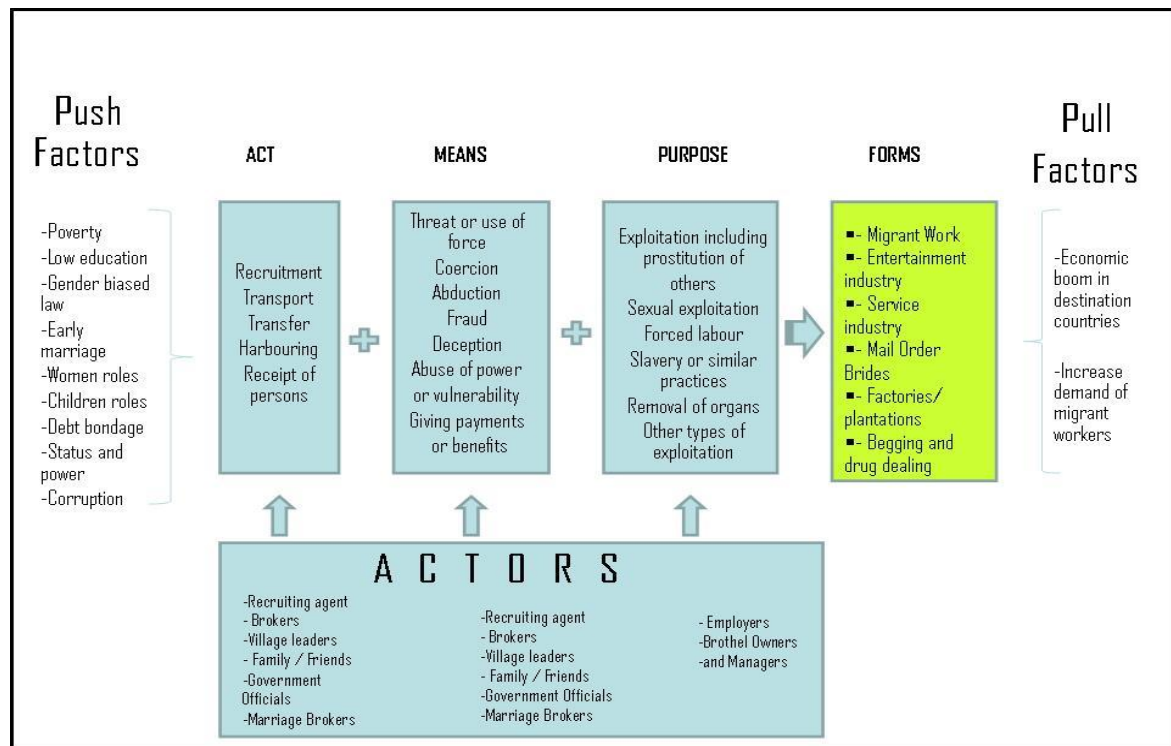 Push
Factors
-Poverty
-Low education
-Gender biased
law
-Early
marriage
-Women roles
-Children roles
-Debt bondage
-Status and
power
-Corruption
ACT
Recruitment
Transport
Transfer
Harbouring
Receipt of
persons
MEANS
Threat or use of
force
Coercion
Abduction
Fraud
Deception
Abuse of power
or vulnerability
Giving payments
or benefits
PURPOSE
Exploitation including
prostitution of
others
Sexual exploitation
Forced labour
Slavery or similar
practices
Removal of organs
Other types of
exploitation
FORMS
▪- Migrant Work
▪- Entertainment
industry
▪- Service
industry
▪- Mail Order
Brides
▪- Factories/
plantations
▪- Begging and
drug dealing
Pull
Factors
-Economic
boom in
destination
countries
-Increase
demand of
migrant
workers
A C T O R S
-Recruiting agent
- Brokers
-Village leaders
- Family / Friends
-Government
Officials
-Marriage Brokers
-Recruiting agent
- Brokers
-Village leaders
- Family / Friends
-Government Officials
-Marriage Brokers
- Employers
-Brothel Owners
-and Managers